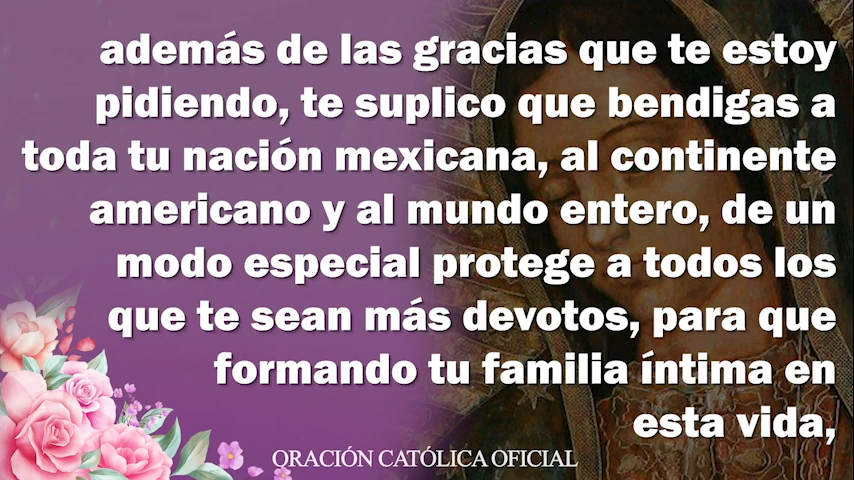 además de las gracias que te estoy
pidiendo, te suplico que bendigas a
toda tu nación mexicana, al continente
americano y al mundo entero, de un
modo especial protege a todos los
que te sean más devotos, para que
formando tu familia íntima en
esta vida,
ORACIÓN CATÓLICA OFICIAL